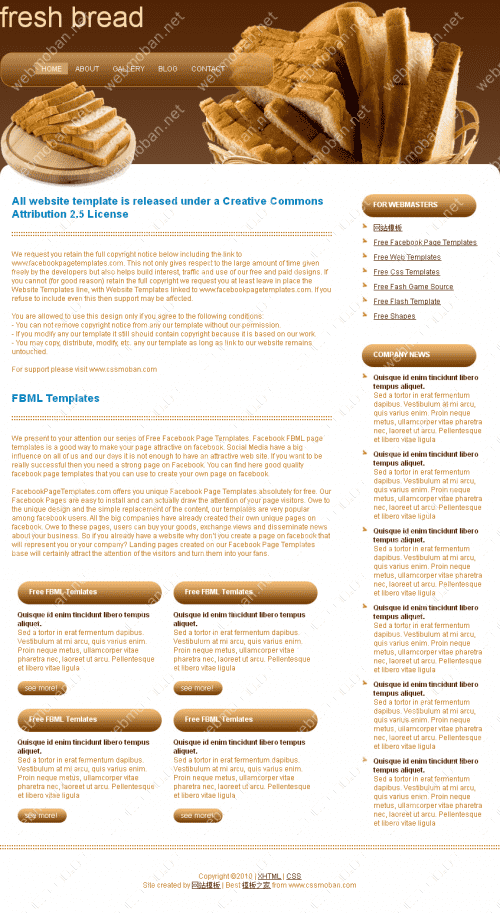 fresh bread
HOME ABOUT GALLERY BLOG CONTACT
All website template is released under a Creative Commons
Attribution 2.5 License
We request you retain the full copyright notice below including the link to
www.facebookpagetemplates.com. This not only gives respect to the large amount of time given
freely by the developers but also helps build interest, traffic and use of our free and paid designs. If
you cannot (for good reason) retain the full copyright we request you at least leave in place the
Website Templates line, with Website Templates linked to www.facebookpagetemplates.com. If you
refuse to include even this then support may be affected.
You are allowed to use this design only if you agree to the following conditions:
- You can not remove copyright notice from any our template without our permission.
- If you modify any our template it still should contain copyright because it is based on our work.
- You may copy, distribute, modify, etc. any our template as long as link to our website remains
untouched.
For support please visit www.cssmoban.com
FBML Templates
We present to your attention our series of Free Facebook Page Templates. Facebook FBML page
templates is a good way to make your page attractive on facebook. Social Media have a big
influence on all of us and our days it is not enough to have an attractive web site. If you want to be
really successful then you need a strong page on Facebook. You can find here good quality
facebook page templates that you can use to create your own page on facebook.
FacebookPageTemplates.com offers you unique Facebook Page Templates absolutely for free. Our
Facebook Pages are easy to install and can actually draw the attention of your page visitors. Owe to
the unique design and the simple replacement of the content, our templates are very popular
among facebook users. All the big companies have already created their own unique pages on
facebook. Owe to these pages, users can buy your goods, exchange views and disseminate news
about your business. So if you already have a website why don't you create a page on facebook that
will represent you or your company? Landing pages created on our Facebook Page Templates
base will certainly attract the attention of the visitors and turn them into your fans.
Free FBML Temlates
Quisque id enim tincidunt libero tempus
aliquet.
Sed a tortor in erat fermentum dapibus.
Vestibulum at mi arcu, quis varius enim.
Proin neque metus, ullamcorper vitae
pharetra nec, laoreet ut arcu. Pellentesque
et libero vitae ligula
see more!
Free FBML Temlates
Quisque id enim tincidunt libero tempus
aliquet.
Sed a tortor in erat fermentum dapibus.
Vestibulum at mi arcu, quis varius enim.
Proin neque metus, ullamcorper vitae
pharetra nec, laoreet ut arcu. Pellentesque
et libero vitae ligula
see more!
Free FBML Temlates
Quisque id enim tincidunt libero tempus
aliquet.
Sed a tortor in erat fermentum dapibus.
Vestibulum at mi arcu, quis varius enim.
Proin neque metus, ullamcorper vitae
pharetra nec, laoreet ut arcu. Pellentesque
et libero vitae ligula
see more!
Free FBML Temlates
Quisque id enim tincidunt libero tempus
aliquet.
Sed a tortor in erat fermentum dapibus.
Vestibulum at mi arcu, quis varius enim.
Proin neque metus, ullamcorper vitae
pharetra nec, laoreet ut arcu. Pellentesque
et libero vitae ligula
see more!
FOR WEBMASTERS
网站模板
Free Facebook Page Templates
Free Web Templates
Free Css Templates
Free Fash Game Source
Free Flash Template
Free Shapes
COMPANY NEWS
Quisque id enim tincidunt libero
tempus aliquet.
Sed a tortor in erat fermentum
dapibus. Vestibulum at mi arcu,
quis varius enim. Proin neque
metus, ullamcorper vitae pharetra
nec, laoreet ut arcu. Pellentesque
et libero vitae ligula
Quisque id enim tincidunt libero
tempus aliquet.
Sed a tortor in erat fermentum
dapibus. Vestibulum at mi arcu,
quis varius enim. Proin neque
metus, ullamcorper vitae pharetra
nec, laoreet ut arcu. Pellentesque
et libero vitae ligula
Quisque id enim tincidunt libero
tempus aliquet.
Sed a tortor in erat fermentum
dapibus. Vestibulum at mi arcu,
quis varius enim. Proin neque
metus, ullamcorper vitae pharetra
nec, laoreet ut arcu. Pellentesque
et libero vitae ligula
Quisque id enim tincidunt libero
tempus aliquet.
Sed a tortor in erat fermentum
dapibus. Vestibulum at mi arcu,
quis varius enim. Proin neque
metus, ullamcorper vitae pharetra
nec, laoreet ut arcu. Pellentesque
et libero vitae ligula
Quisque id enim tincidunt libero
tempus aliquet.
Sed a tortor in erat fermentum
dapibus. Vestibulum at mi arcu,
quis varius enim. Proin neque
metus, ullamcorper vitae pharetra
nec, laoreet ut arcu. Pellentesque
et libero vitae ligula
Quisque id enim tincidunt libero
tempus aliquet.
Sed a tortor in erat fermentum
dapibus. Vestibulum at mi arcu,
quis varius enim. Proin neque
metus, ullamcorper vitae pharetra
nec, laoreet ut arcu. Pellentesque
et libero vitae ligula
Copyright ©2010 | XHTML | CSS
Site created by 网站模板 | Best 模板之家 from www.cssmoban.com
webmoban.net